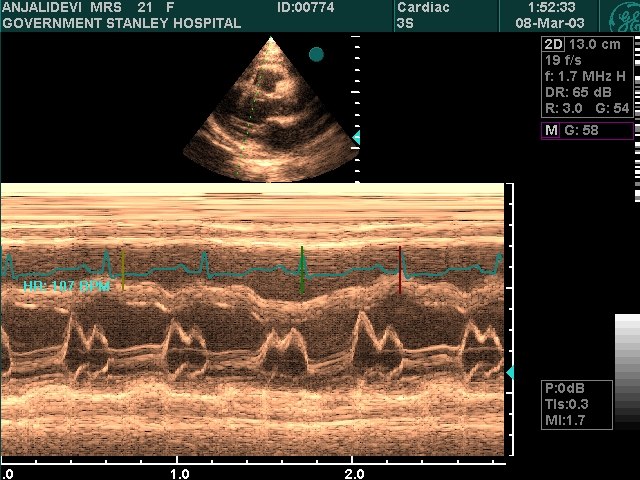 ANJALIDEVI MRS 21 F ID:00774 Cardiac 1:52:33
GOVERNMENT STANLEY HOSPITAL 3S 08-Mar-03
2D 13.0 cm
19 f/s
f: 1.7 MHz H
DR: 65 dB
R: 3.0 G: 54
M G: 58
HR: 107 BPM
P:0dB
TIs:0.3
MI:1.7
.0 1.0 2.0